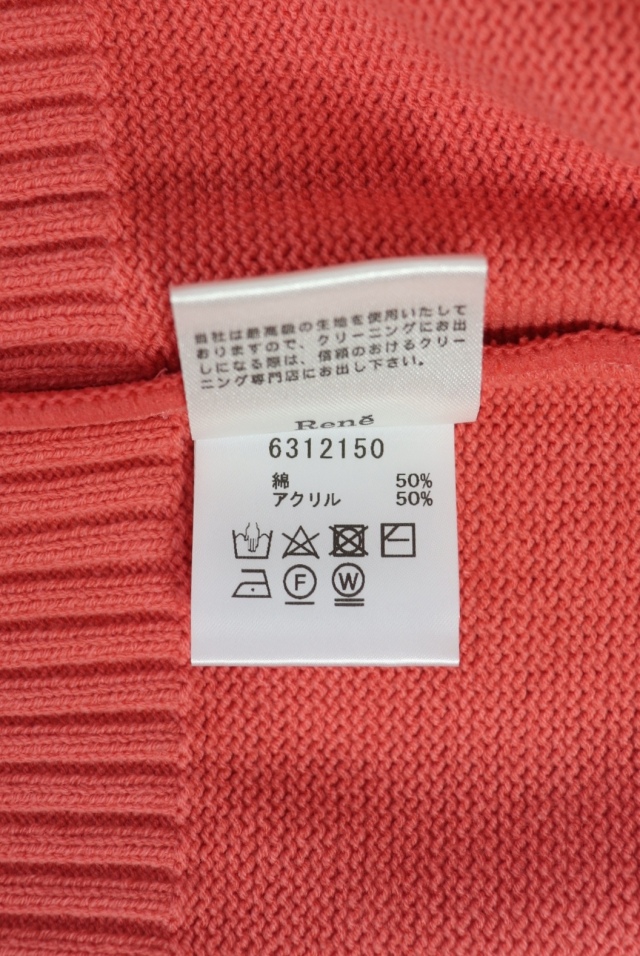 当社は最高級の生地を使用いたして
おりますので、クリーニングにお出
しになる際は、信頼のおけるクリー
ニング専門店にお出し下さい。
René
6312150
綿 50%
アクリル 50%
F W